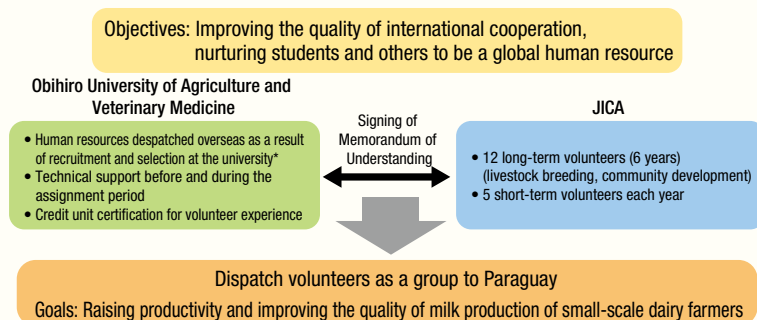 Objectives: Improving the quality of international cooperation,
nurturing students and others to be a global human resource
Obihiro University of Agriculture and
Veterinary Medicine
• Human resources despatched overseas as a result
of recruitment and selection at the university*
• Technical support before and during the
assignment period
• Credit unit certification for volunteer experience
Signing of
Memorandum of
Understanding
JICA
• 12 long-term volunteers (6 years)
(livestock breeding, community development)
• 5 short-term volunteers each year
Dispatch volunteers as a group to Paraguay
Goals: Raising productivity and improving the quality of milk production of small-scale dairy farmers